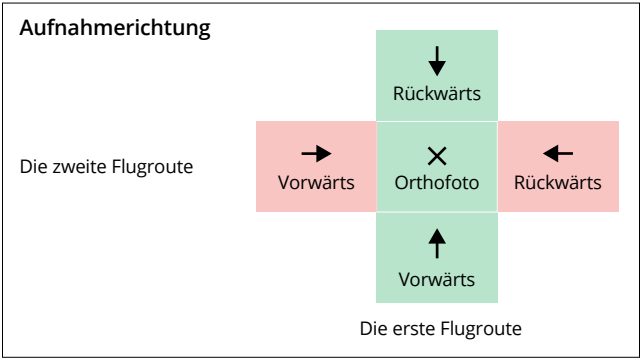 Aufnahmerichtung
Rückwärts
Die zweite Flugroute
Vorwärts
Orthofoto
Rückwärts
Vorwärts
Die erste Flugroute